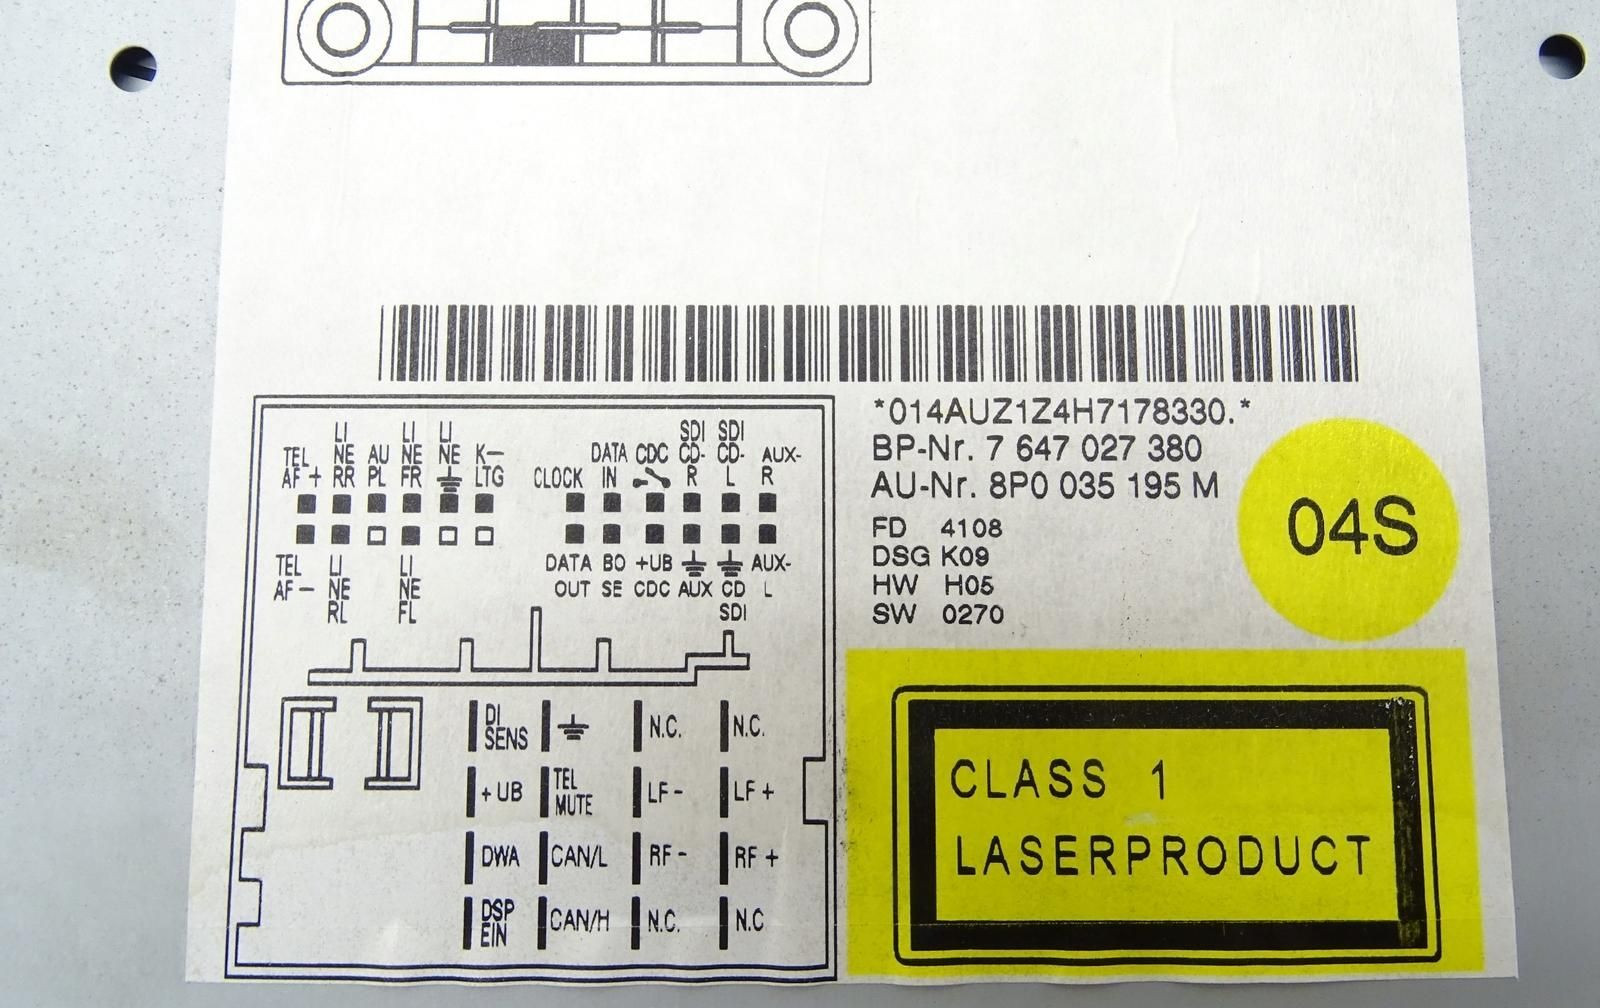 *014AUZ1Z4H7178330.*
BP-Nr. 7 647 027 380
AU-Nr. 8P0 035 195 M
FD 4108
DSG K09
HW H05
SW 0270
04S
CLASS 1
LASERPRODUCT
LI LI LI SDI SDI
TEL NE AU NE NE K– DATA CDC CD- CD- AUX-
AF + RR PL FR LTG CLOCK IN R L R
TEL LI LI DATA BO +UB AUX-
AF – NE NE OUT SE CDC AUX CD L
RL FL SDI
DI
SENS N.C. N.C.
+UB TEL
MUTE LF - LF +
DWA CAN/L RF - RF +
DSP
EIN CAN/H N.C. N.C